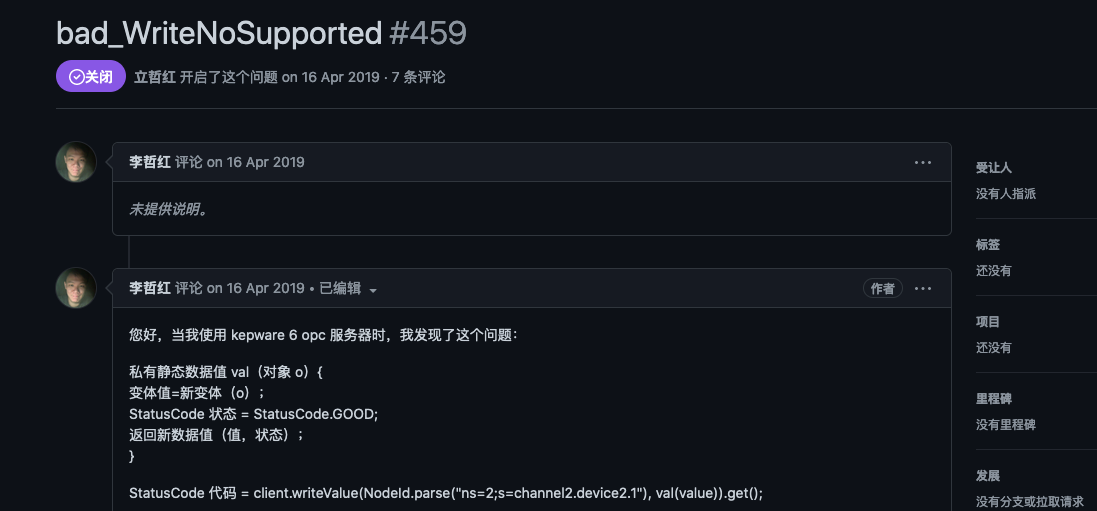 bad_WriteNoSupported #459
关闭 立哲红 开启了这个问题 on 16 Apr 2019 · 7 条评论
李哲红 评论 on 16 Apr 2019 ···
未提供说明。
李哲红 评论 on 16 Apr 2019 • 已编辑 作者 ···
您好，当我使用 kepware 6 opc 服务器时，我发现了这个问题：
私有静态数据值 val（对象 o）{
变体值=新变体（o）；
StatusCode 状态 = StatusCode.GOOD;
返回新数据值（值，状态）；
}
StatusCode 代码 = client.writeValue(NodeId.parse("ns=2;s=channel2.device2.1"), val(value)).get();
受让人
没有人指派
标签
还没有
项目
还没有
里程碑
没有里程碑
发展
没有分支或拉取请求